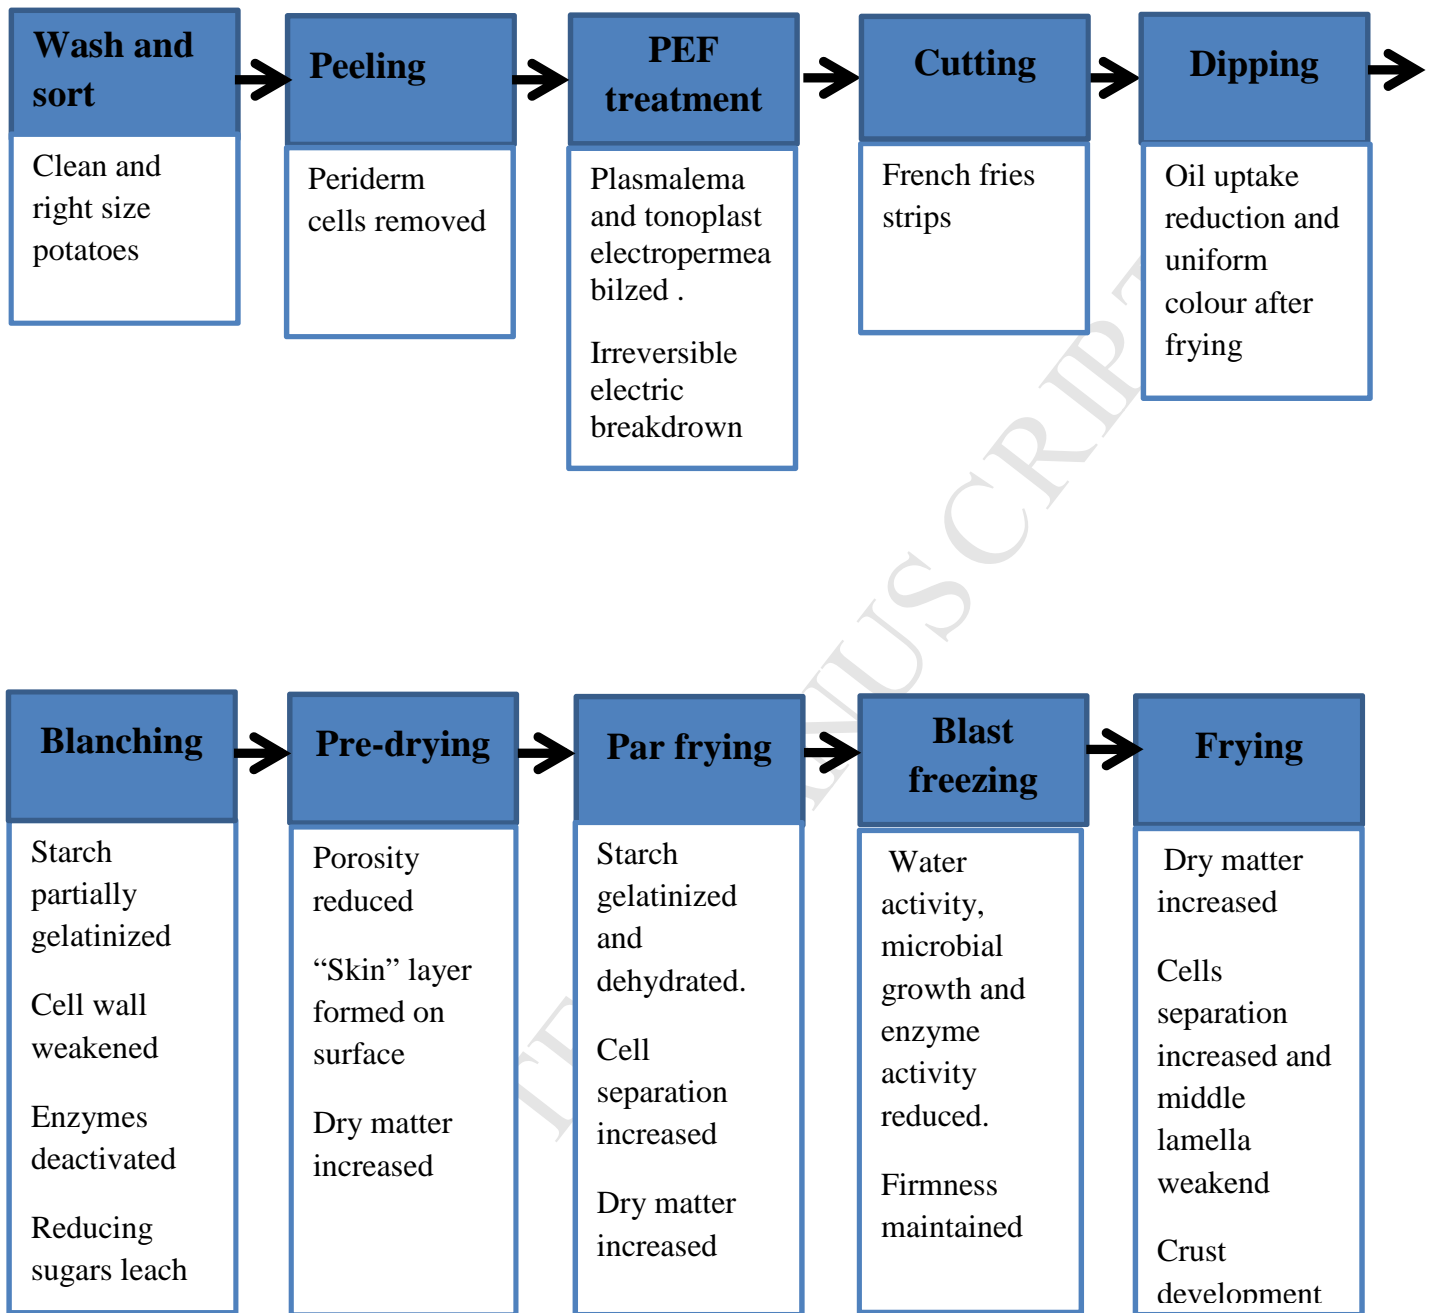 Wash and
sort
Clean and
right size
potatoes
Peeling
Periderm
cells removed
PEF
treatment
Plasmalema
and tonoplast
electropermea
bilzed .
Irreversible
electric
breakdrown
Cutting
French fries
strips
Dipping
Oil uptake
reduction and
uniform
colour after
frying
Blanching
Starch
partially
gelatinized
Cell wall
weakened
Enzymes
deactivated
Reducing
sugars leach
Pre-drying
Porosity
reduced
“Skin” layer
formed on
surface
Dry matter
increased
Par frying
Starch
gelatinized
and
dehydrated.
Cell
separation
increased
Dry matter
increased
Blast
freezing
Water
activity,
microbial
growth and
enzyme
activity
reduced.
Firmness
maintained
Frying
Dry matter
increased
Cells
separation
increased and
middle
lamella
weakend
Crust
development